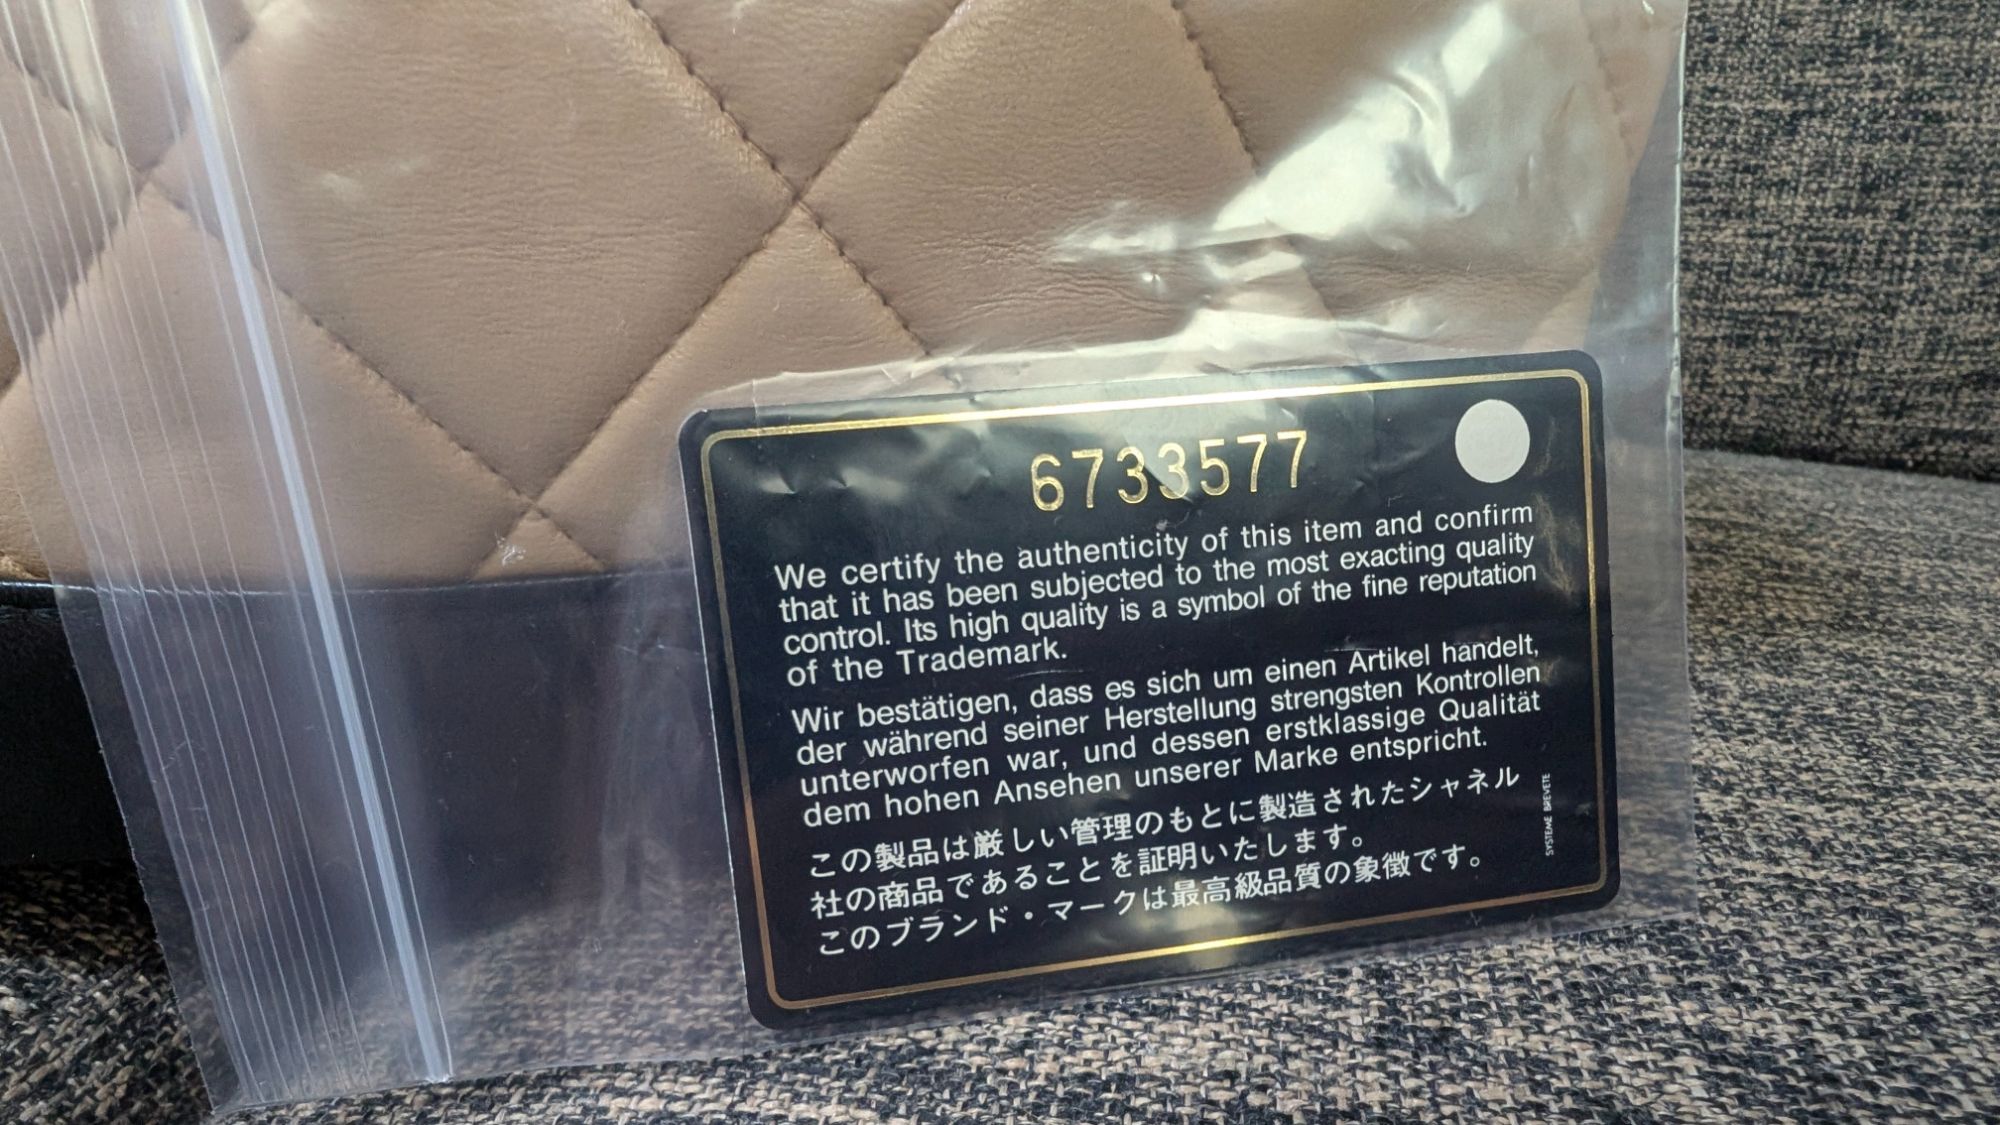 6733577
We certify the authenticity of this item and confirm
that it has been subjected to the most exacting quality
control. Its high quality is a symbol of the fine reputation
of the Trademark.
Wir bestätigen, dass es sich um einen Artikel handelt,
der während seiner Herstellung strengsten Kontrollen
unterworfen war, und dessen erstklassige Qualität
dem hohen Ansehen unserer Marke entspricht.
この製品は厳しい管理のもとに製造されたシャネル
社の商品であることを証明いたします。
このブランド・マークは最高級品質の象徴です。
SYSTEME BREVETE